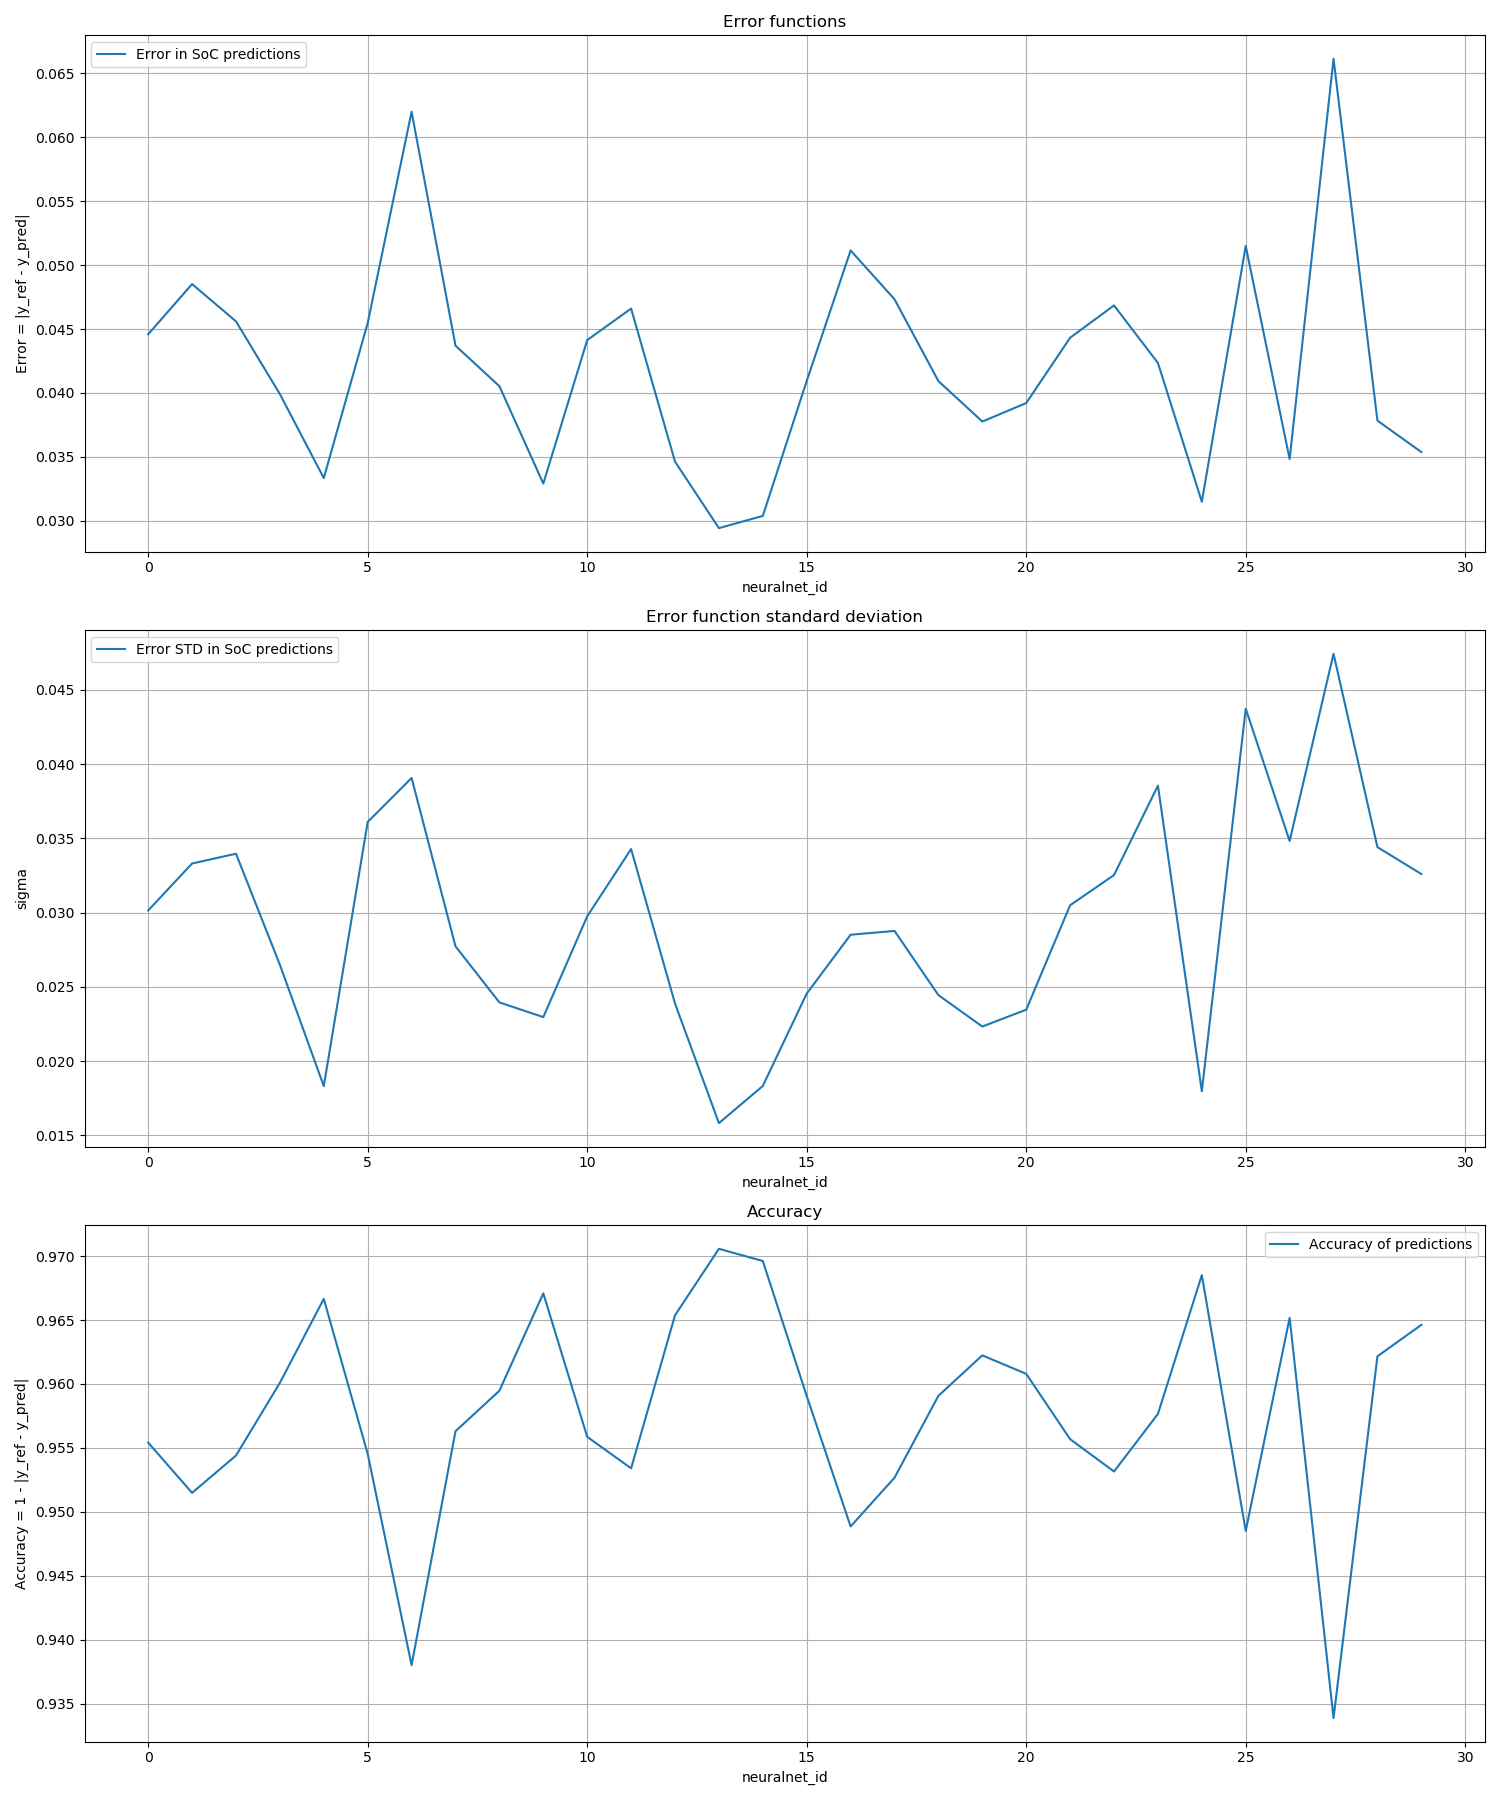 Error functions
Error in SoC predictions
0.065
0.060
0.055
0.050
0.045
0.040
0.035
0.030
Error = |y_ref - y_pred|
0 5 10 15 20 25 30
neuralnet_id
Error function standard deviation
Error STD in SoC predictions
0.045
0.040
0.035
0.030
0.025
0.020
0.015
sigma
0 5 10 15 20 25 30
neuralnet_id
Accuracy
Accuracy of predictions
0.970
0.965
0.960
0.955
0.950
0.945
0.940
0.935
Accuracy = 1 - |y_ref - y_pred|
0 5 10 15 20 25 30
neuralnet_id